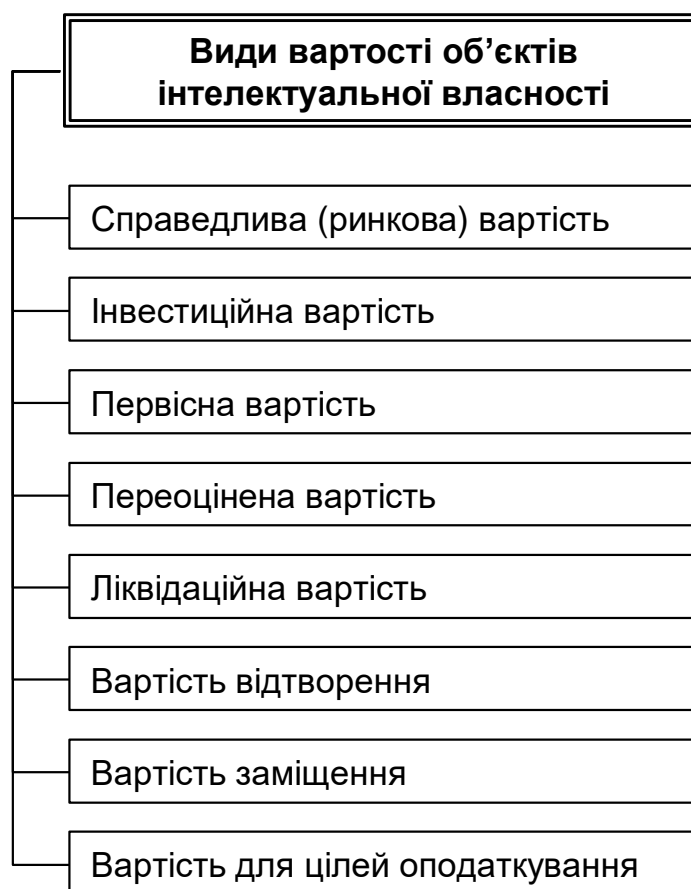 Види вартості об’єктів
інтелектуальної власності
Справедлива (ринкова) вартість
Інвестиційна вартість
Первісна вартість
Переоцінена вартість
Ліквідаційна вартість
Вартість відтворення
Вартість заміщення
Вартість для цілей оподаткування